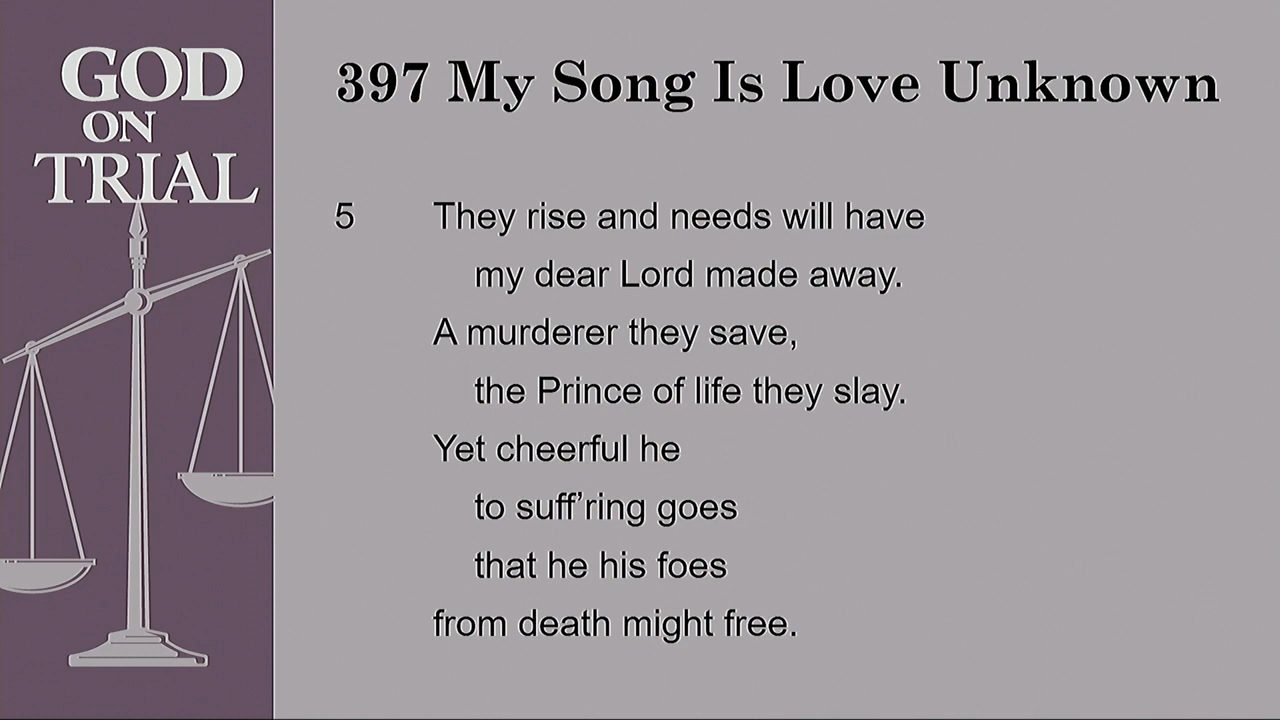 GOD
ON
TRIAL
397 My Song Is Love Unknown
5 They rise and needs will have
my dear Lord made away.
A murderer they save,
the Prince of life they slay.
Yet cheerful he
to suff’ring goes
that he his foes
from death might free.